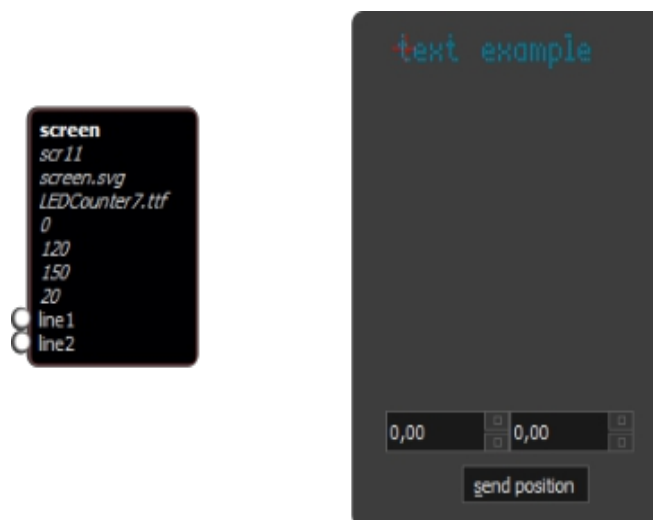 screen
scr11
screen.svg
LEDCounter7.ttf
0
120
150
20
line1
line2
text example
0,00 0,00
send position